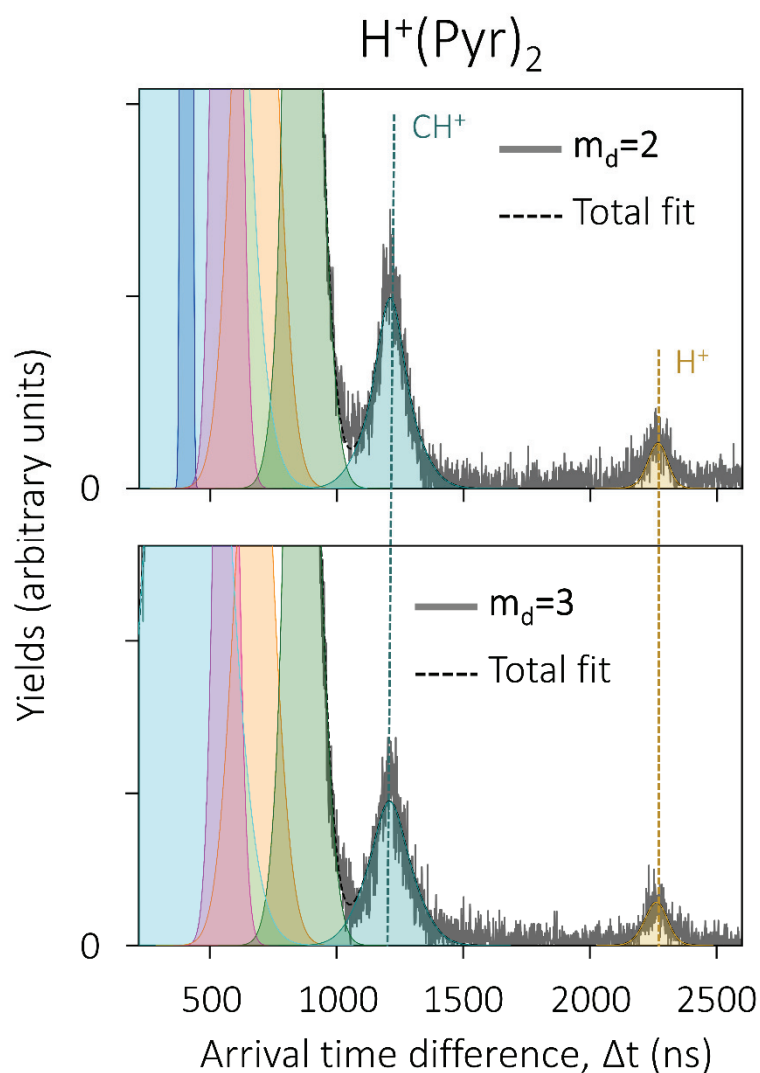 H⁺(Pyr)₂
CH⁺
m_d=2
Total fit
H⁺
0
m_d=3
Total fit
0
500 1000 1500 2000 2500
Arrival time difference, Δt (ns)
Yields (arbitrary units)